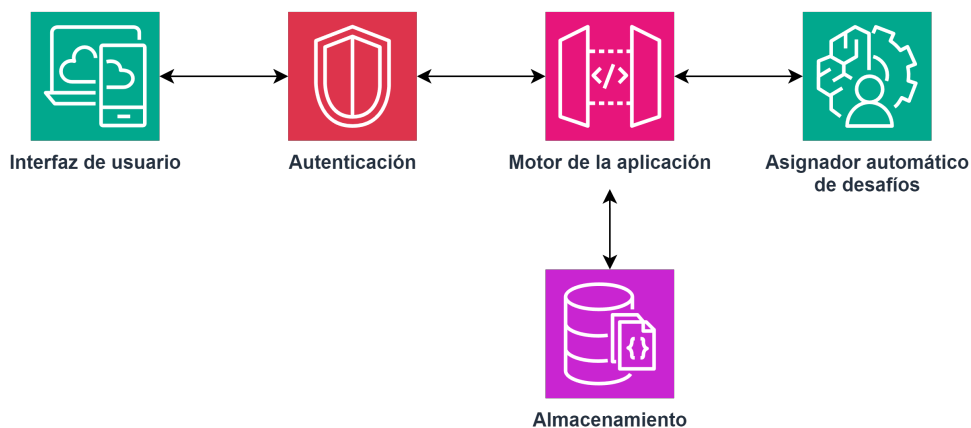 Interfaz de usuario
Autenticación
Motor de la aplicación
Asignador automático
de desafíos
Almacenamiento